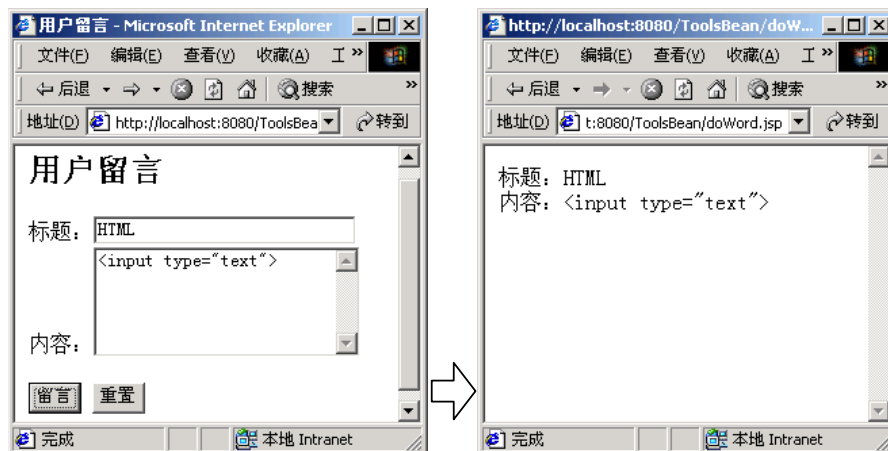 用户留言 - Microsoft Internet Explorer
文件(F) 编辑(E) 查看(V) 收藏(A) 工 »
后退 搜索 »
地址(D) http://localhost:8080/ToolsBea 转到
用户留言
标题：HTML
<input type="text">
内容：
留言 重置
完成 本地 Intranet
http://localhost:8080/ToolsBean/doW...
文件(F) 编辑(E) 查看(V) 收藏(A) 工 »
后退 搜索 »
地址(D) t:8080/ToolsBean/doWord.jsp 转到
标题：HTML
内容：<input type="text">
完成 本地 Intranet